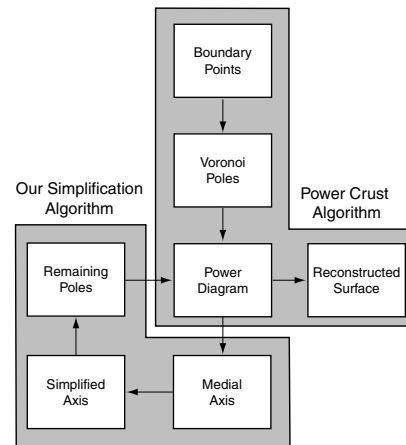 Boundary
Points
Voronoi
Poles
Our Simplification
Algorithm
Power Crust
Algorithm
Remaining
Poles
Power
Diagram
Reconstructed
Surface
Simplified
Axis
Medial
Axis